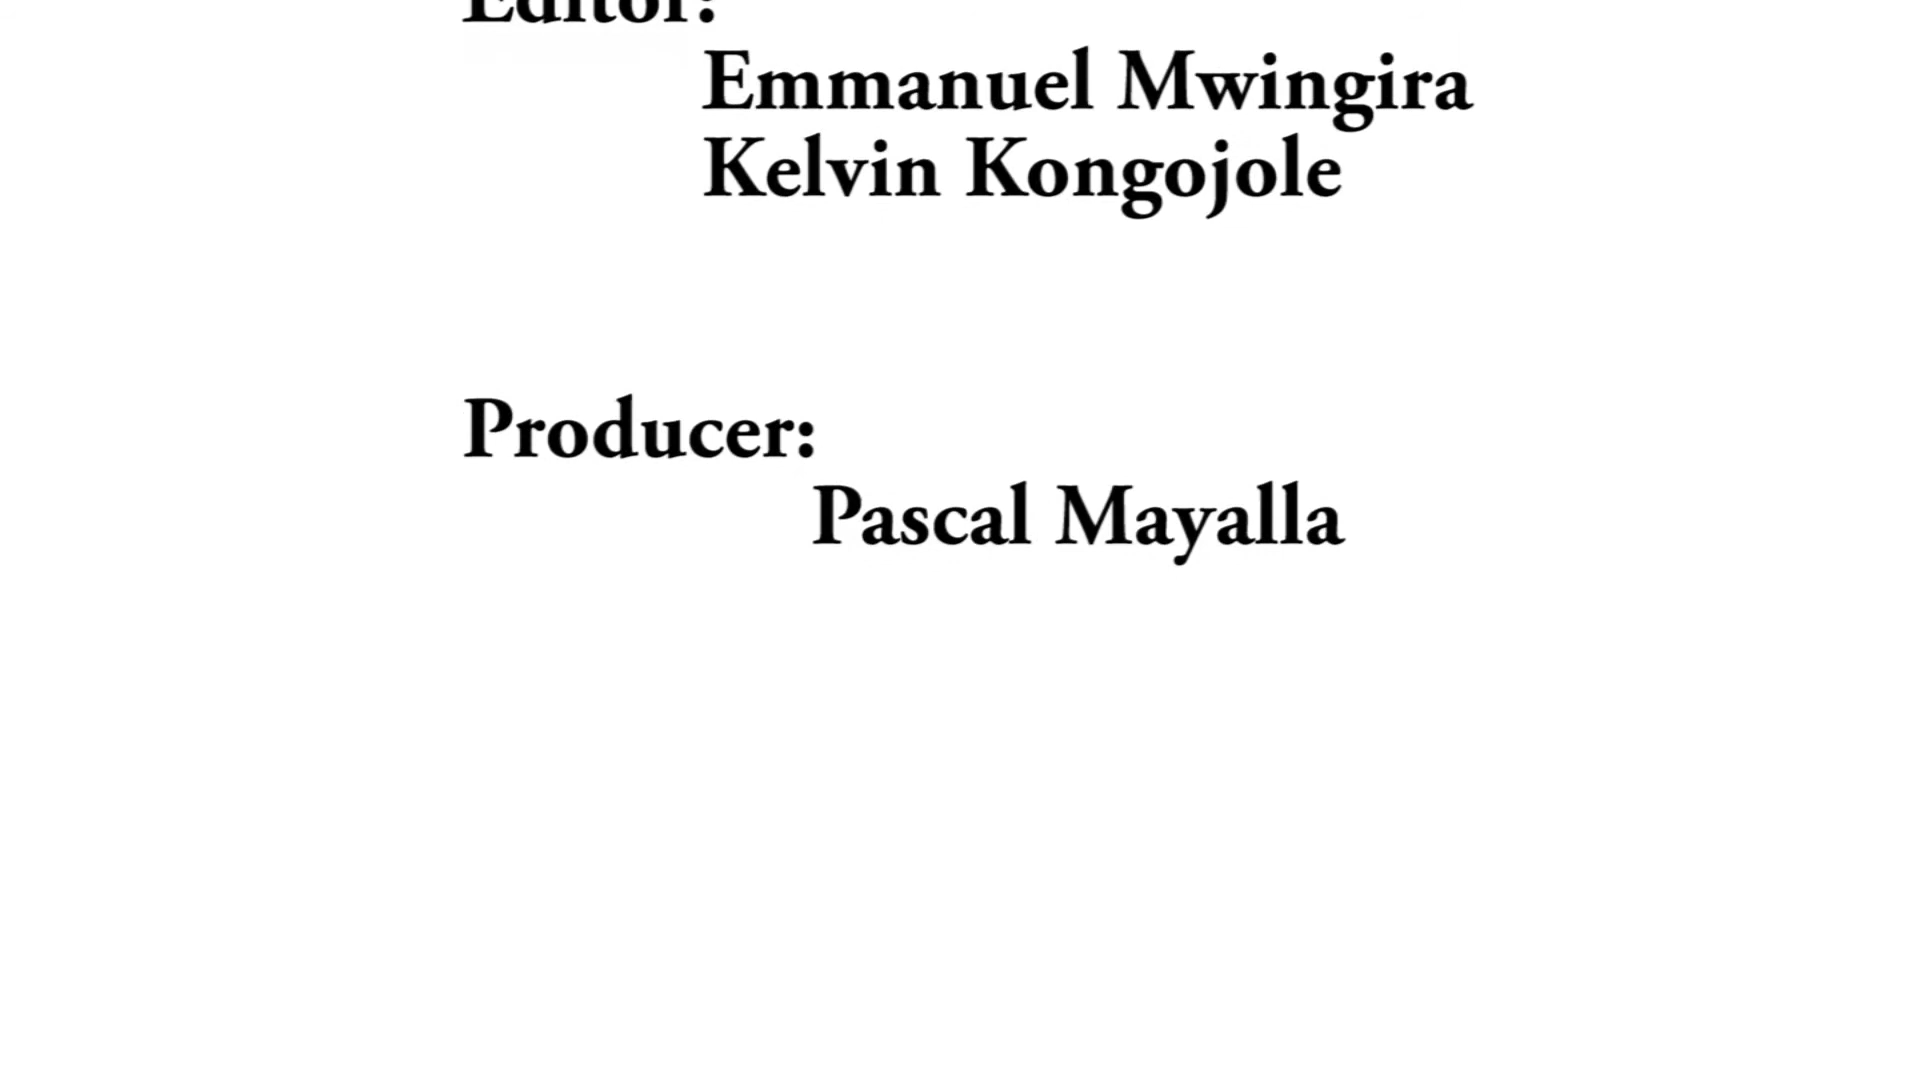 Editor:
Emmanuel Mwingira
Kelvin Kongojole
Producer:
Pascal Mayalla